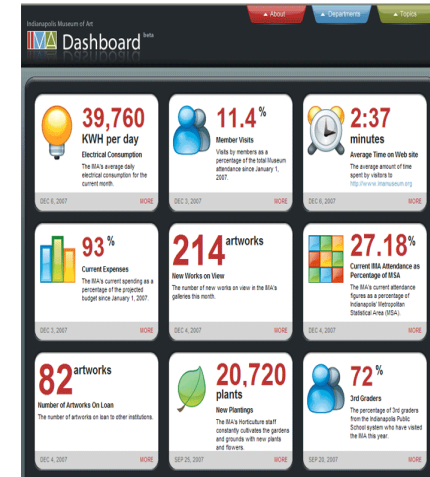 Indianapolis Museum of Art
IMA Dashboard beta
About
Departments
Topics
39,760
KWH per day
Electrical Consumption
The IMA's average daily
electrical consumption for the
current month.
DEC 6, 2007 MORE
11.4 %
Member Visits
Visits by members as a
percentage of the total Museum
attendance since January 1,
2007.
DEC 3, 2007 MORE
2:37
minutes
Average Time on Web site
The average amount of time
spent by visitors to
http://www.imamuseum.org
DEC 6, 2007 MORE
93 %
Current Expenses
The IMA's current spending as a
percentage of the projected
budget since January 1, 2007.
DEC 3, 2007 MORE
214 artworks
New Works on View
The number of new works on view in the IMA's
galleries this month.
DEC 4, 2007 MORE
27.18 %
Current IMA Attendance as
Percentage of MSA
The IMA's current attendance
figures as a percentage of
Indianapolis' Metropolitan
Statistical Area (MSA).
DEC 4, 2007 MORE
82 artworks
Number of Artworks On Loan
The number of artworks on loan to other institutions.
DEC 4, 2007 MORE
20,720
plants
New Plantings
The IMA's Horticulture staff
constantly cultivates the gardens
and grounds with new plants
and flowers.
SEP 25, 2007 MORE
72 %
3rd Graders
The percentage of 3rd graders
from the Indianapolis Public
School system who have visited
the IMA this year.
SEP 25, 2007 MORE